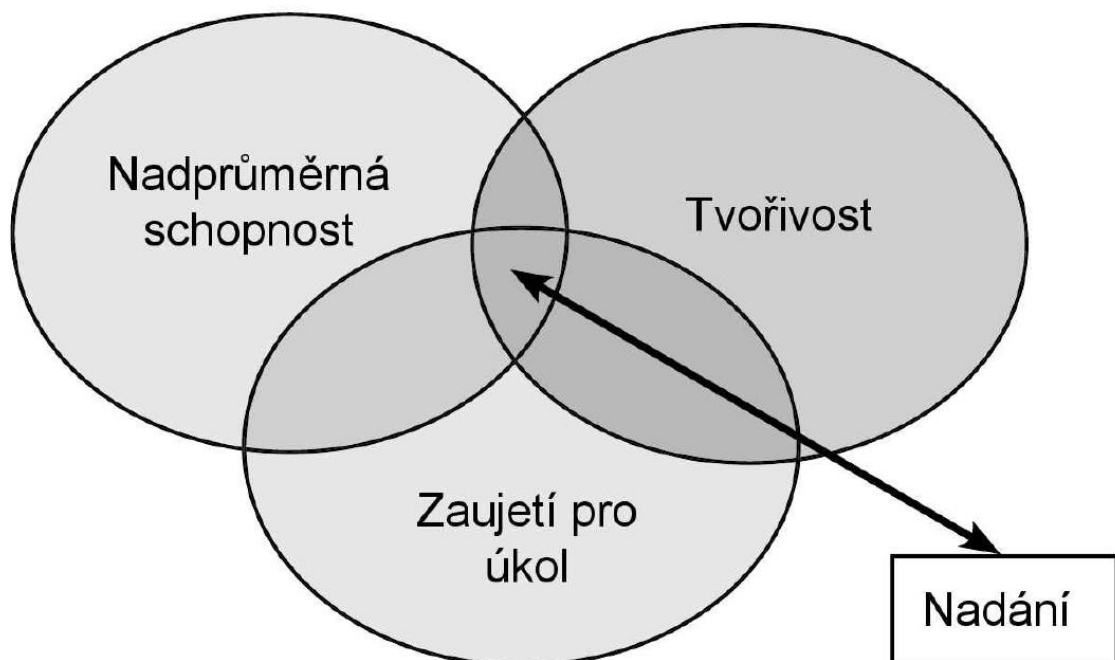 Nadprůměrná
schopnost
Tvořivost
Zaujetí pro
úkol
Nadání